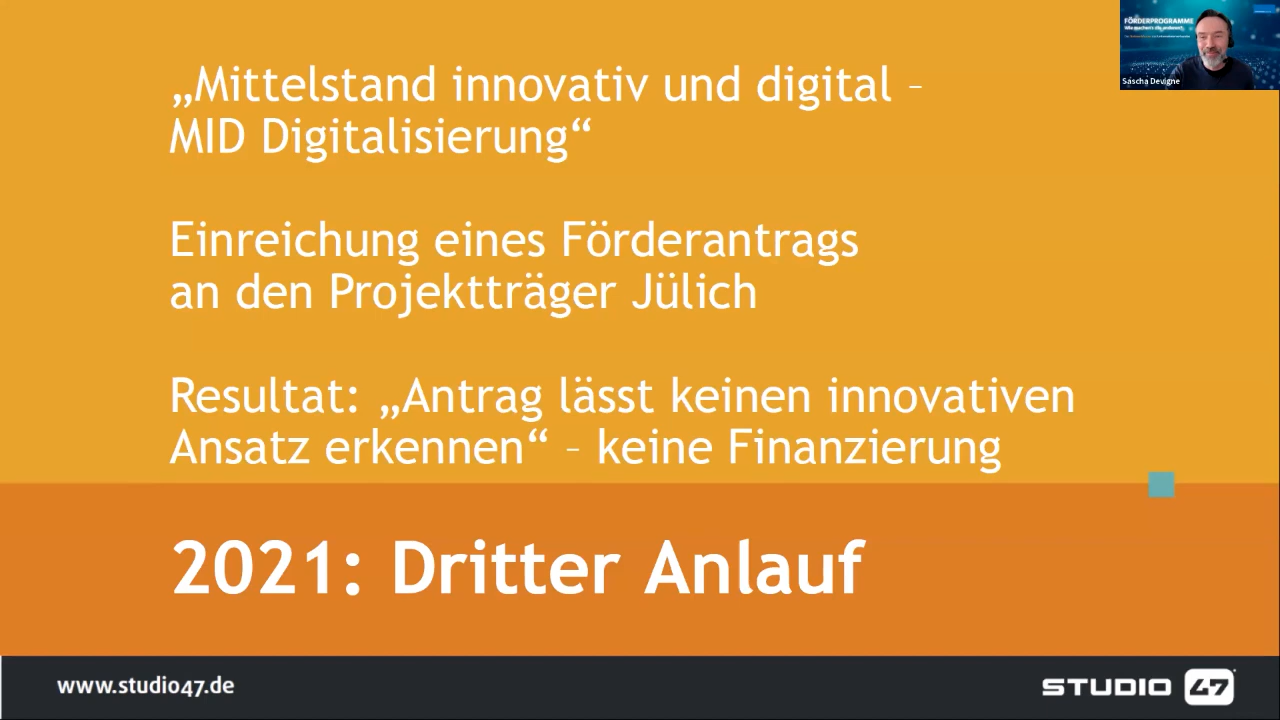 „Mittelstand innovativ und digital –
MID Digitalisierung“
Einreichung eines Förderantrags
an den Projektträger Jülich
Resultat: „Antrag lässt keinen innovativen
Ansatz erkennen“ – keine Finanzierung
2021: Dritter Anlauf
www.studio47.de
STUDIO 47
FÖRDERPROGRAMME
Sascha Devigne